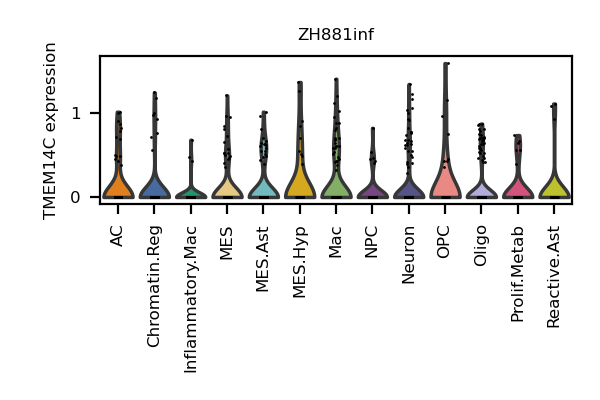 ZH881inf
TMEM14C expression
1
0
AC
Chromatin.Reg
Inflammatory.Mac
MES
MES.Ast
MES.Hyp
Mac
NPC
Neuron
OPC
Oligo
Prolif.Metab
Reactive.Ast